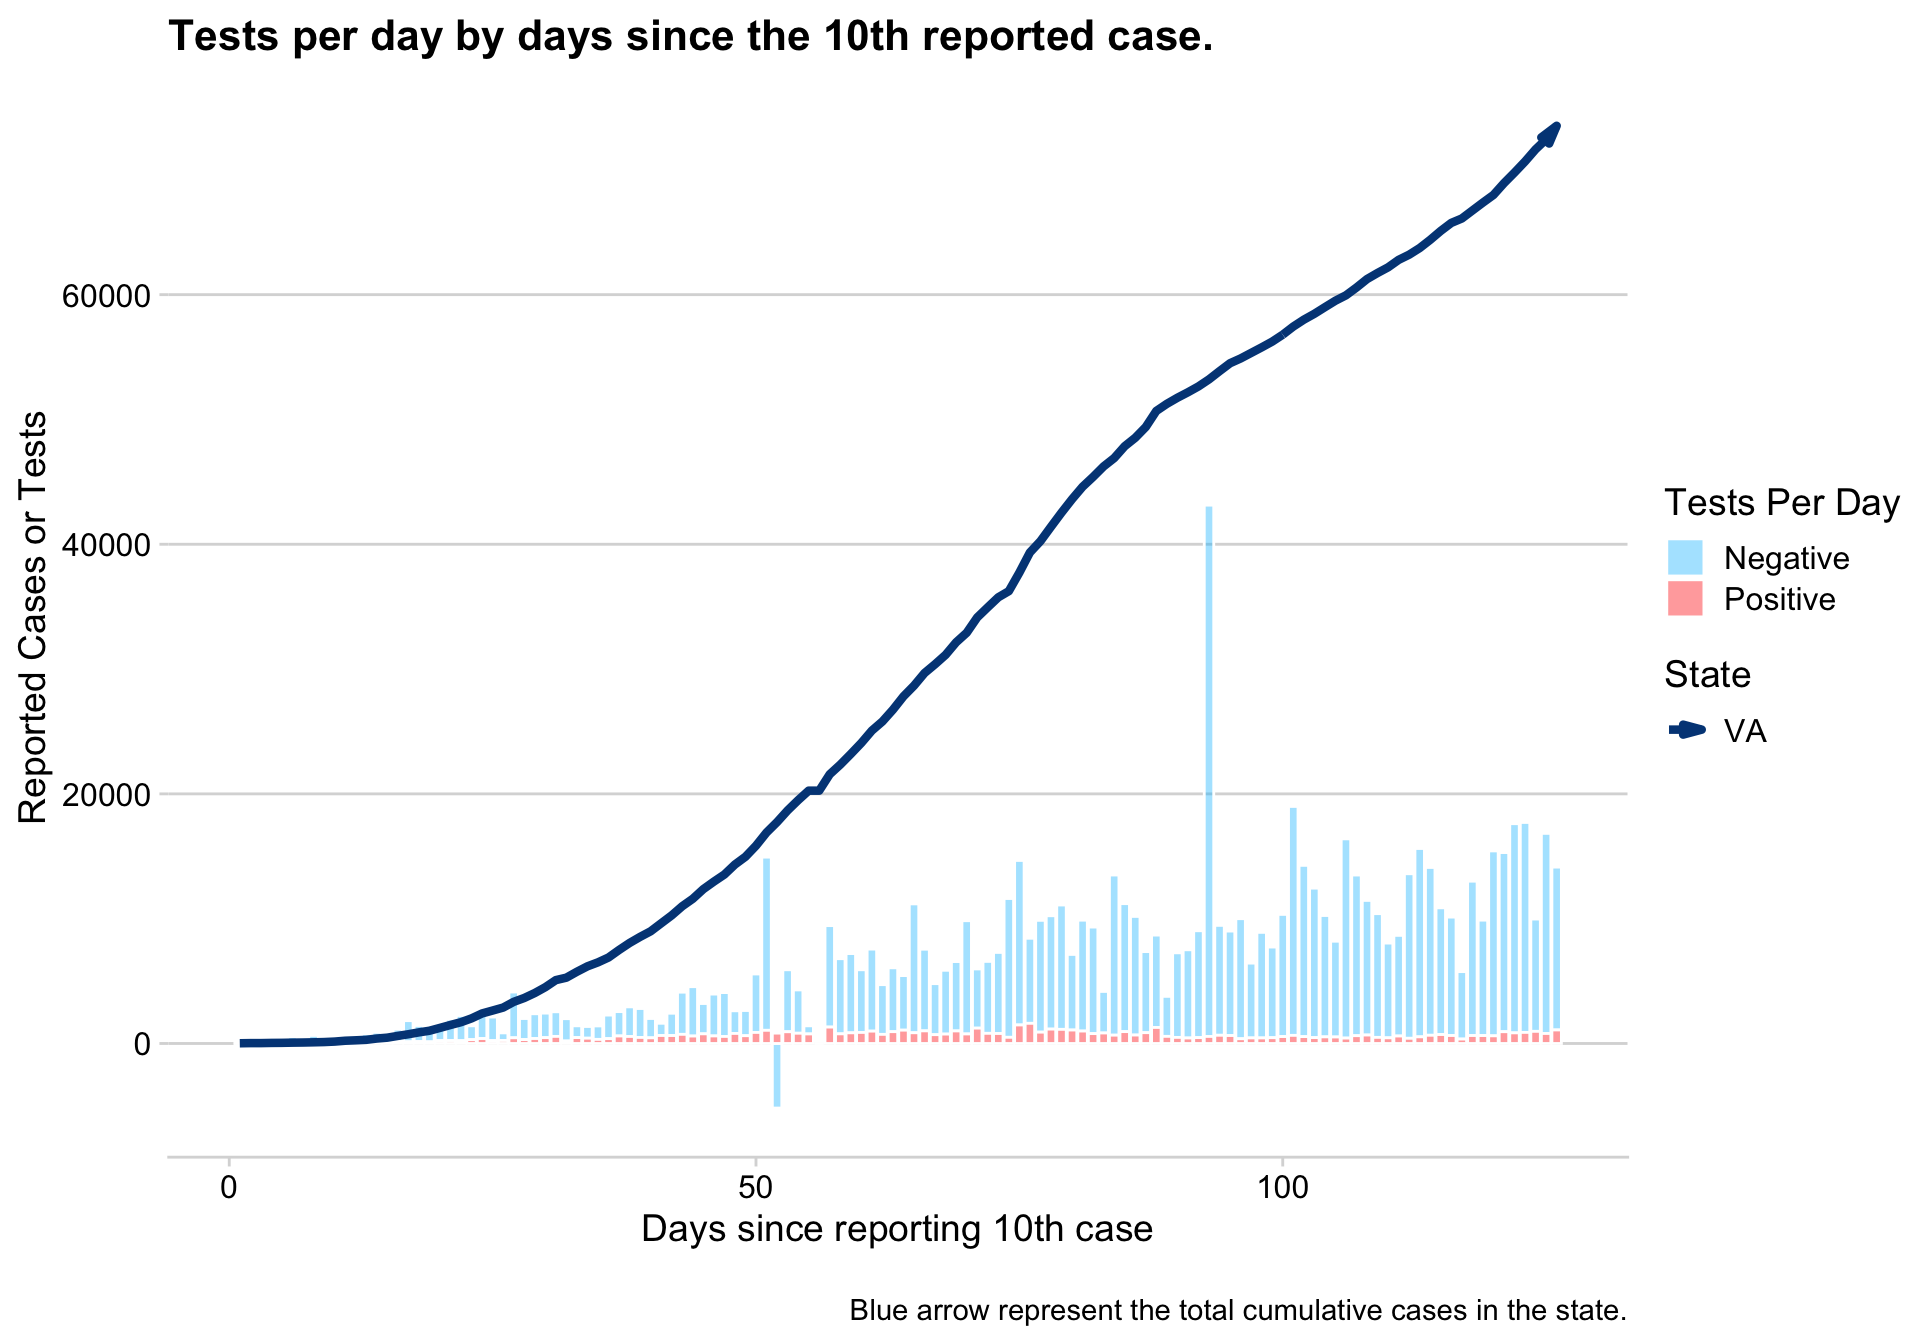 Tests per day by days since the 10th reported case.
Reported Cases or Tests
60000
40000
20000
0
0
50
100
Days since reporting 10th case
Tests Per Day
Negative
Positive
State
VA
Blue arrow represent the total cumulative cases in the state.